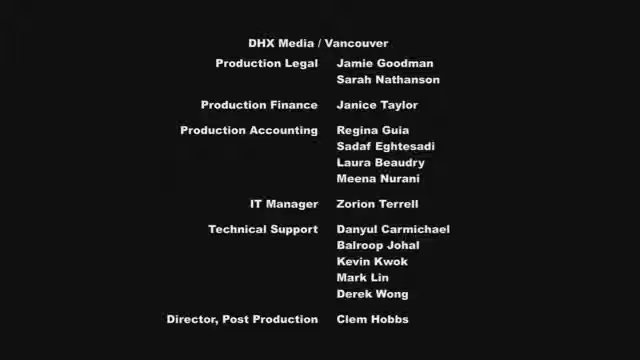 DHX Media / Vancouver
Production Legal Jamie Goodman
Sarah Nathanson
Production Finance Janice Taylor
Production Accounting Regina Guia
Sadaf Eghtesadi
Laura Beaudry
Meena Nurani
IT Manager Zorion Terrell
Technical Support Danyul Carmichael
Balroop Johal
Kevin Kwok
Mark Lin
Derek Wong
Director, Post Production Clem Hobbs